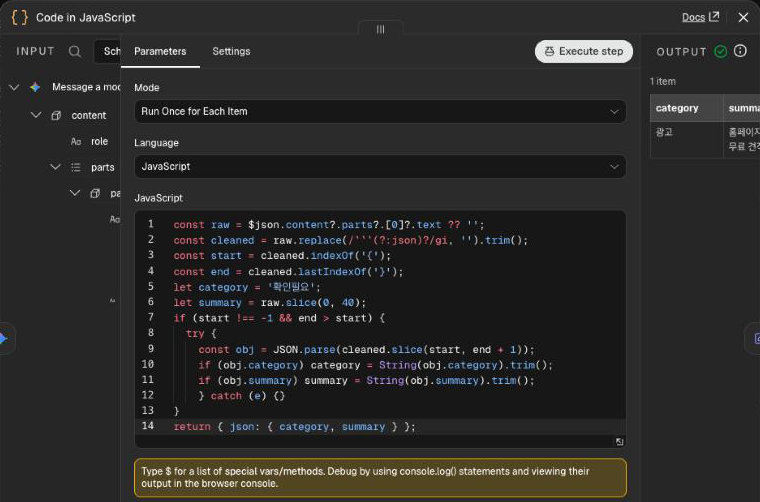 {} Code in JavaScript
Docs
INPUT
Sch
Parameters
Settings
Execute step
OUTPUT
Message a mod
content
Aa role
parts
pa
Aa
Mode
Run Once for Each Item
Language
JavaScript
JavaScript
1 const raw = $json.content?.parts?.[0]?.text ?? '';
2 const cleaned = raw.replace(/```(?:json)?/gi, '').trim();
3 const start = cleaned.indexOf('{');
4 const end = cleaned.lastIndexOf('}');
5 let category = '확인필요';
6 let summary = raw.slice(0, 40);
7 if (start !== -1 && end > start) {
8 try {
9 const obj = JSON.parse(cleaned.slice(start, end + 1));
10 if (obj.category) category = String(obj.category).trim();
11 if (obj.summary) summary = String(obj.summary).trim();
12 } catch (e) {}
13 }
14 return { json: { category, summary } };
Type $ for a list of special vars/methods. Debug by using console.log() statements and viewing their
output in the browser console.
1 item
category summa
광고 홈페이지
무료 견적